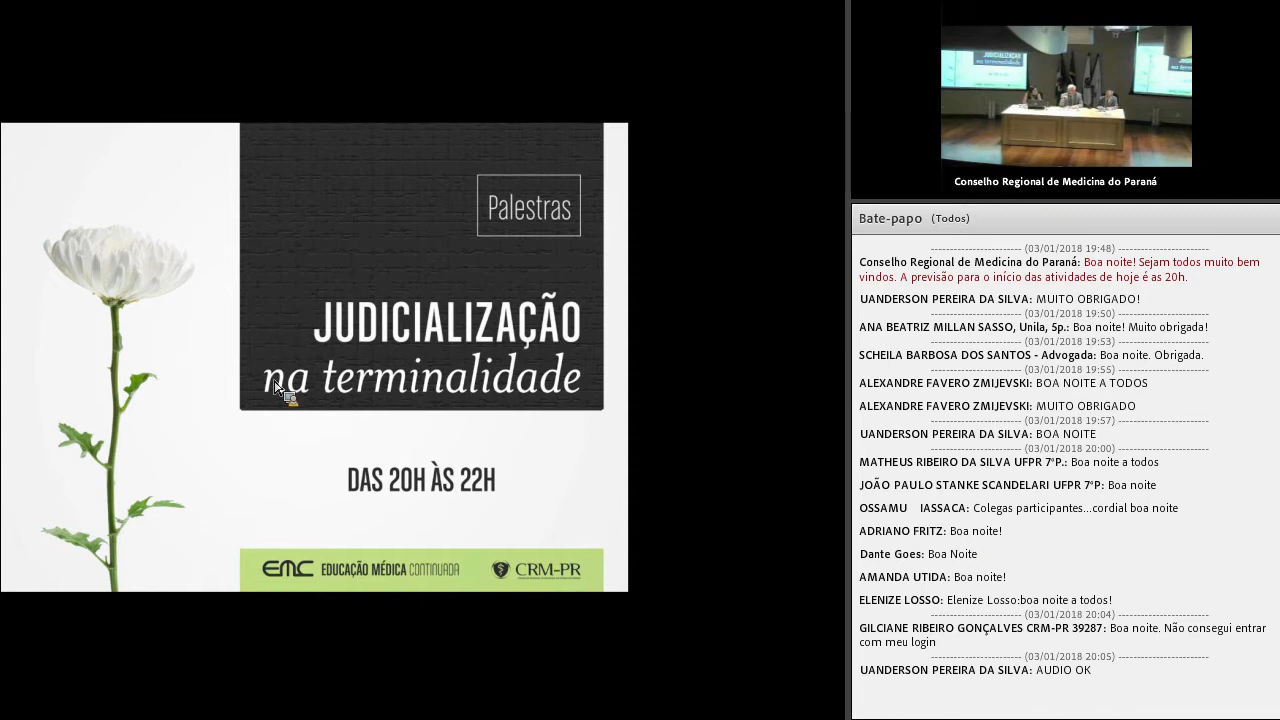 Palestras
JUDICIALIZAÇÃO
na terminalidade
DAS 20H ÀS 22H
EMC EDUCAÇÃO MÉDICA CONTINUADA
CRM-PR
JUDICIALIZAÇÃO
na terminalidade
Conselho Regional de Medicina do Paraná
Bate-papo (Todos)
------------------------ (03/01/2018 19:48) ------------------------
Conselho Regional de Medicina do Paraná: Boa noite! Sejam todos muito bem
vindos. A previsão para o início das atividades de hoje é as 20h.
UANDERSON PEREIRA DA SILVA: MUITO OBRIGADO!
------------------------ (03/01/2018 19:50) ------------------------
ANA BEATRIZ MILLAN SASSO, Unila, 5p.: Boa noite! Muito obrigada!
------------------------ (03/01/2018 19:53) ------------------------
SCHEILA BARBOSA DOS SANTOS - Advogada: Boa noite. Obrigada.
------------------------ (03/01/2018 19:55) ------------------------
ALEXANDRE FAVERO ZMIJEVSKI: BOA NOITE A TODOS
ALEXANDRE FAVERO ZMIJEVSKI: MUITO OBRIGADO
------------------------ (03/01/2018 19:57) ------------------------
UANDERSON PEREIRA DA SILVA: BOA NOITE
------------------------ (03/01/2018 20:00) ------------------------
MATHEUS RIBEIRO DA SILVA UFPR 7ºP.: Boa noite a todos
JOÃO PAULO STANKE SCANDELARI UFPR 7ºP: Boa noite
OSSAMU IASSACA: Colegas participantes...cordial boa noite
ADRIANO FRITZ: Boa noite!
Dante Goes: Boa Noite
AMANDA UTIDA: Boa noite!
ELENIZE LOSSO: Elenize Losso:boa noite a todos!
------------------------ (03/01/2018 20:04) ------------------------
GILCIANE RIBEIRO GONÇALVES CRM-PR 39287: Boa noite. Não consegui entrar
com meu login
------------------------ (03/01/2018 20:05) ------------------------
UANDERSON PEREIRA DA SILVA: AUDIO OK